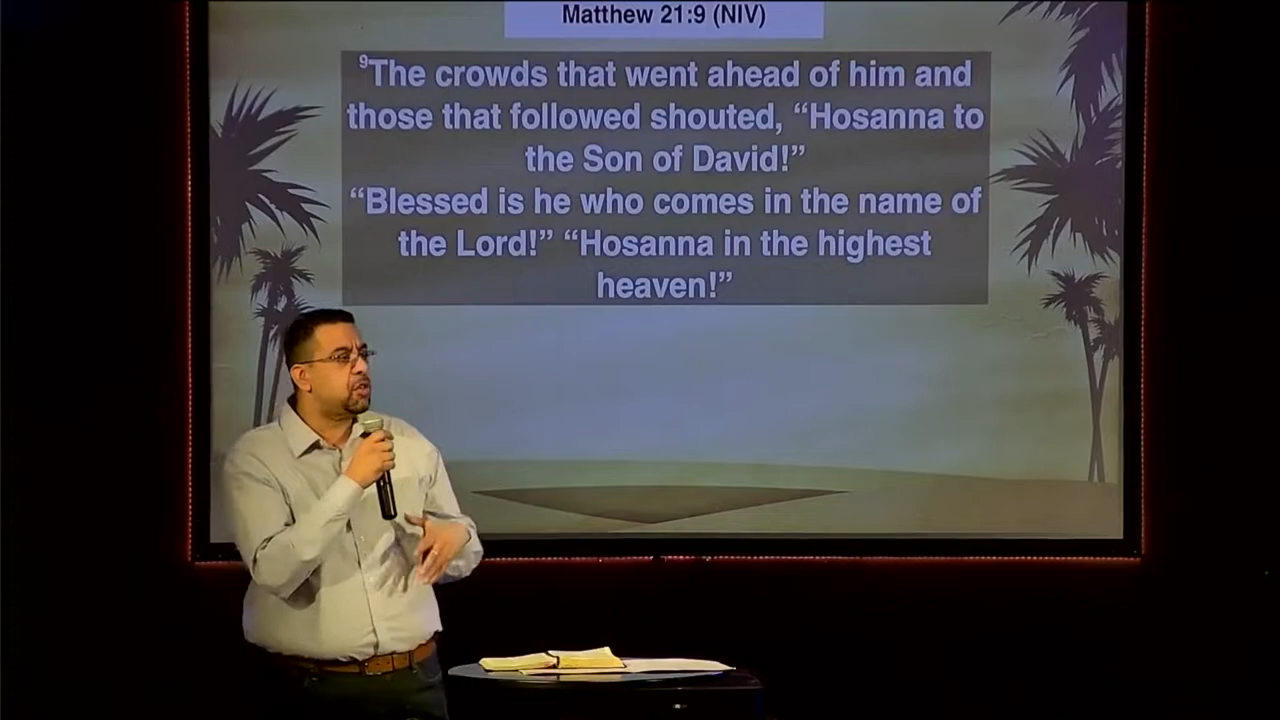 Matthew 21:9 (NIV)
⁹The crowds that went ahead of him and
those that followed shouted, “Hosanna to
the Son of David!”
“Blessed is he who comes in the name of
the Lord!” “Hosanna in the highest
heaven!”